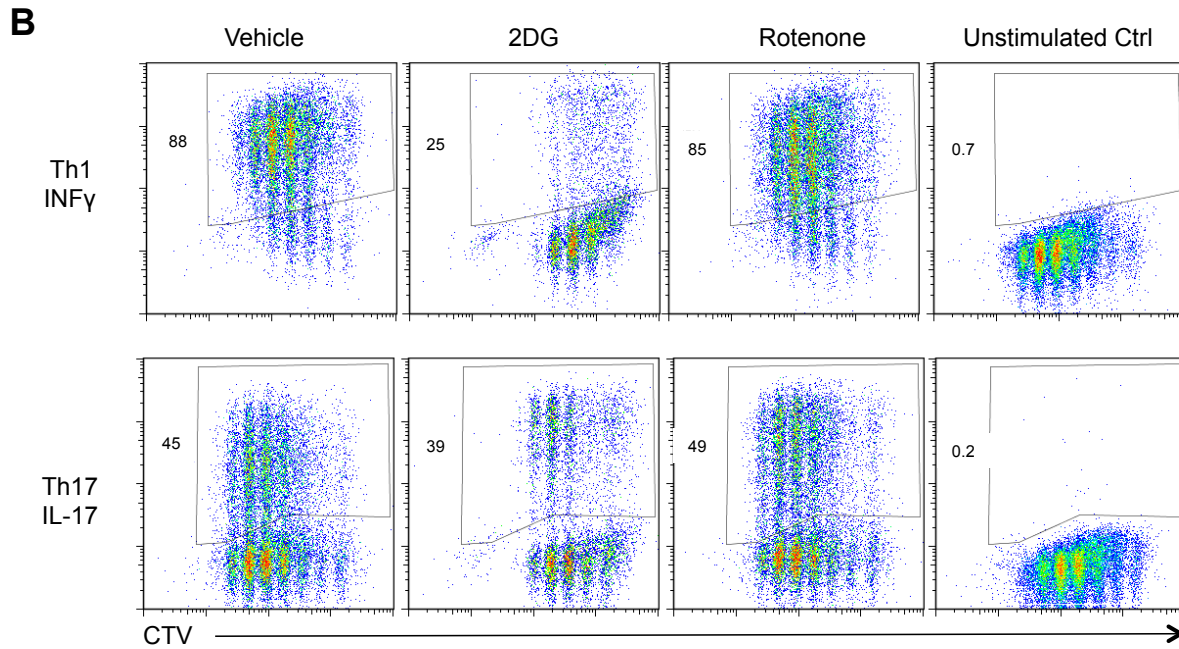 B
Vehicle 2DG Rotenone Unstimulated Ctrl
Th1
INFγ
88 25 85 0.7
Th17
IL-17
45 39 49 0.2
CTV